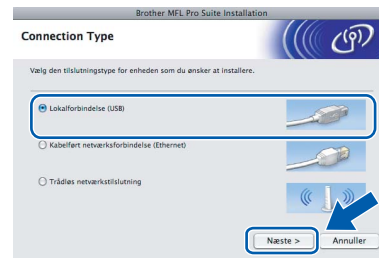 Brother MFL Pro Suite Installation
Connection Type
Vælg den tilslutningstype for enheden som du ønsker at installere.
Lokalforbindelse (USB)
Kabelført netværksforbindelse (Ethernet)
Trådløs netværkstilslutning
Næste >
Annuller